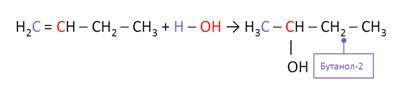 H₂C = CH – CH₂ – CH₃ + H – OH → H₃C – CH – CH₂ – CH₃
|
OH
Бутанол-2